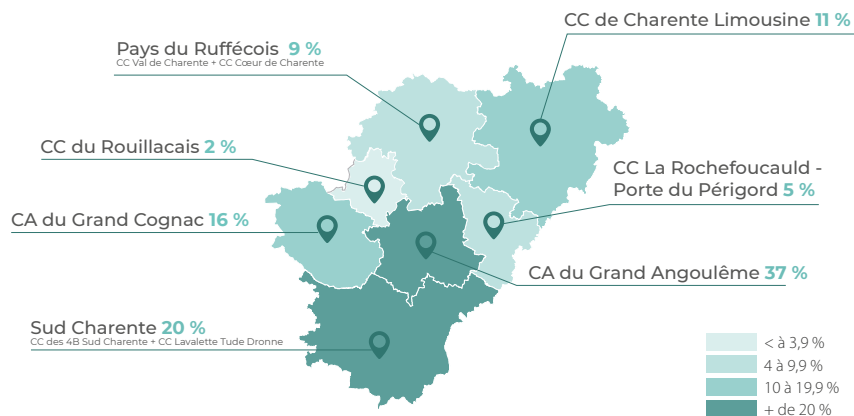 CC de Charente Limousine 11 %
Pays du Ruffécois 9 %
CC Val de Charente + CC Cœur de Charente
CC du Rouillacais 2 %
CC La Rochefoucauld -
Porte du Périgord 5 %
CA du Grand Cognac 16 %
CA du Grand Angoulême 37 %
Sud Charente 20 %
CC des 4B Sud Charente + CC Lavalette Tude Dronne
< à 3,9 %
4 à 9,9 %
10 à 19,9 %
+ de 20 %